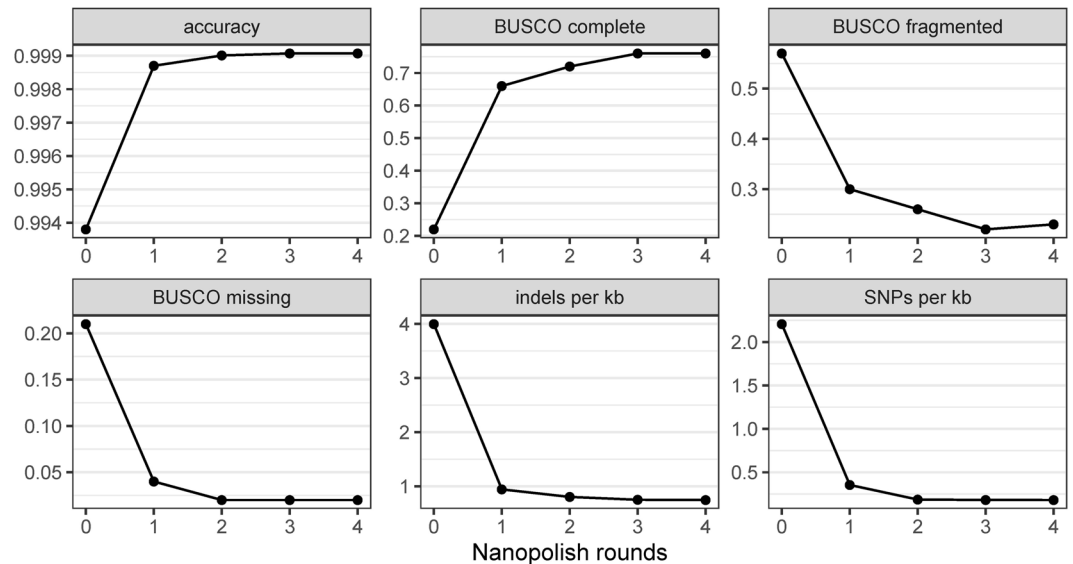 accuracy
0.999
0.998
0.997
0.996
0.995
0.994
0 1 2 3 4
BUSCO complete
0.7
0.6
0.5
0.4
0.3
0.2
0 1 2 3 4
BUSCO fragmented
0.5
0.4
0.3
0 1 2 3 4
BUSCO missing
0.20
0.15
0.10
0.05
0 1 2 3 4
indels per kb
4
3
2
1
0 1 2 3 4
SNPs per kb
2.0
1.5
1.0
0.5
0 1 2 3 4
Nanopolish rounds